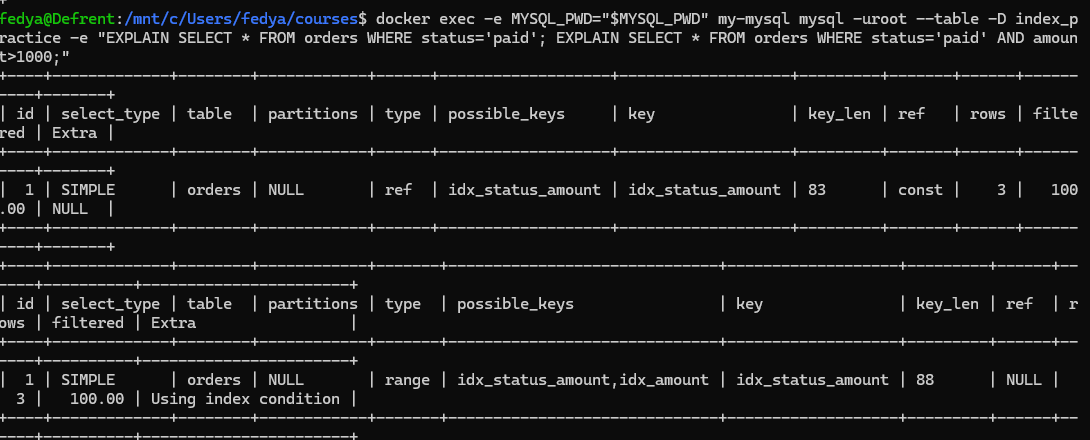 fedya@Defrent:/mnt/c/Users/fedya/courses$ docker exec -e MYSQL_PWD="$MYSQL_PWD" my-mysql mysql -uroot --table -D index_p
ractice -e "EXPLAIN SELECT * FROM orders WHERE status='paid'; EXPLAIN SELECT * FROM orders WHERE status='paid' AND amoun
t>1000;"
+----+-------------+--------+------------+------+-------------------+-------------------+---------+-------+------+------
----+-------+
| id | select_type | table  | partitions | type | possible_keys     | key               | key_len | ref   | rows | filte
red | Extra |
+----+-------------+--------+------------+------+-------------------+-------------------+---------+-------+------+------
----+-------+
|  1 | SIMPLE      | orders | NULL       | ref  | idx_status_amount | idx_status_amount | 83      | const |    3 |   100
.00 | NULL  |
+----+-------------+--------+------------+------+-------------------+-------------------+---------+-------+------+------
----+-------+
+----+-------------+--------+------------+-------+------------------------------+-------------------+---------+------+--
----+----------+-----------------------+
| id | select_type | table  | partitions | type  | possible_keys                | key               | key_len | ref  | r
ows | filtered | Extra                 |
+----+-------------+--------+------------+-------+------------------------------+-------------------+---------+------+--
----+----------+-----------------------+
|  1 | SIMPLE      | orders | NULL       | range | idx_status_amount,idx_amount | idx_status_amount | 88      | NULL |
  3 |   100.00 | Using index condition |
+----+-------------+--------+------------+-------+------------------------------+-------------------+---------+------+--
----+----------+-----------------------+